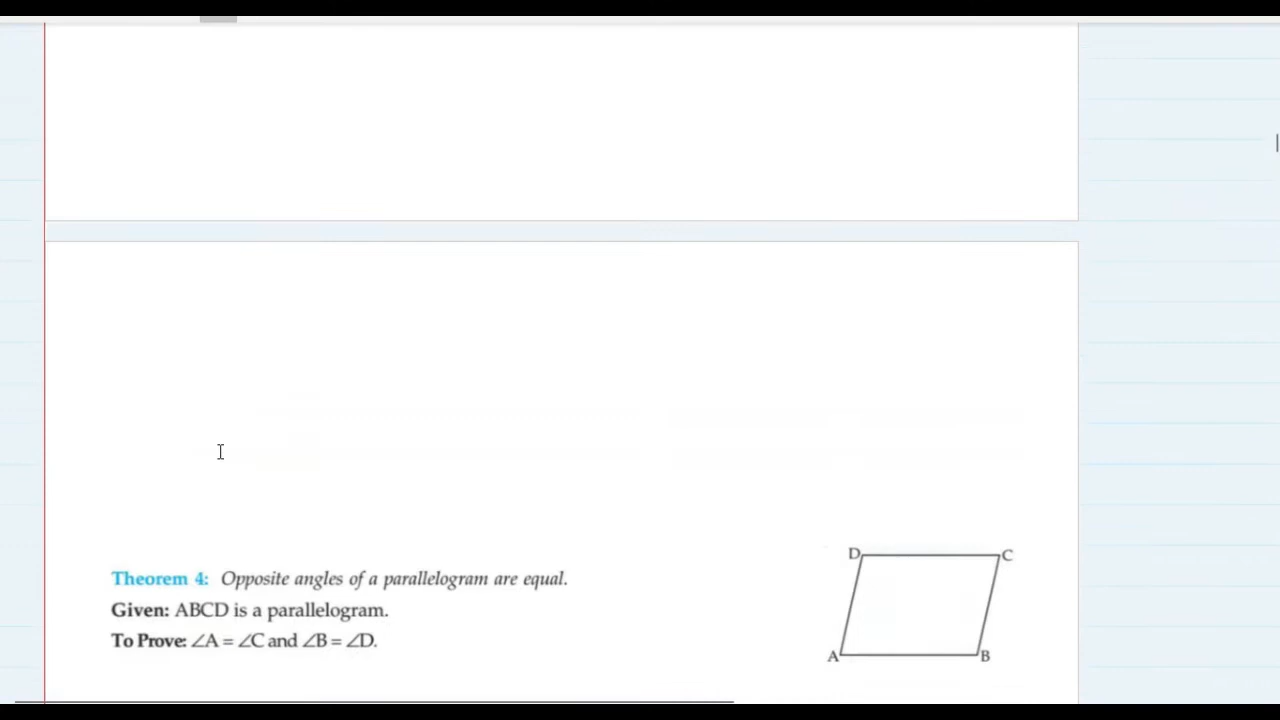 Theorem 4: Opposite angles of a parallelogram are equal.
Given: ABCD is a parallelogram.
To Prove: ∠A = ∠C and ∠B = ∠D.
D
C
A
B